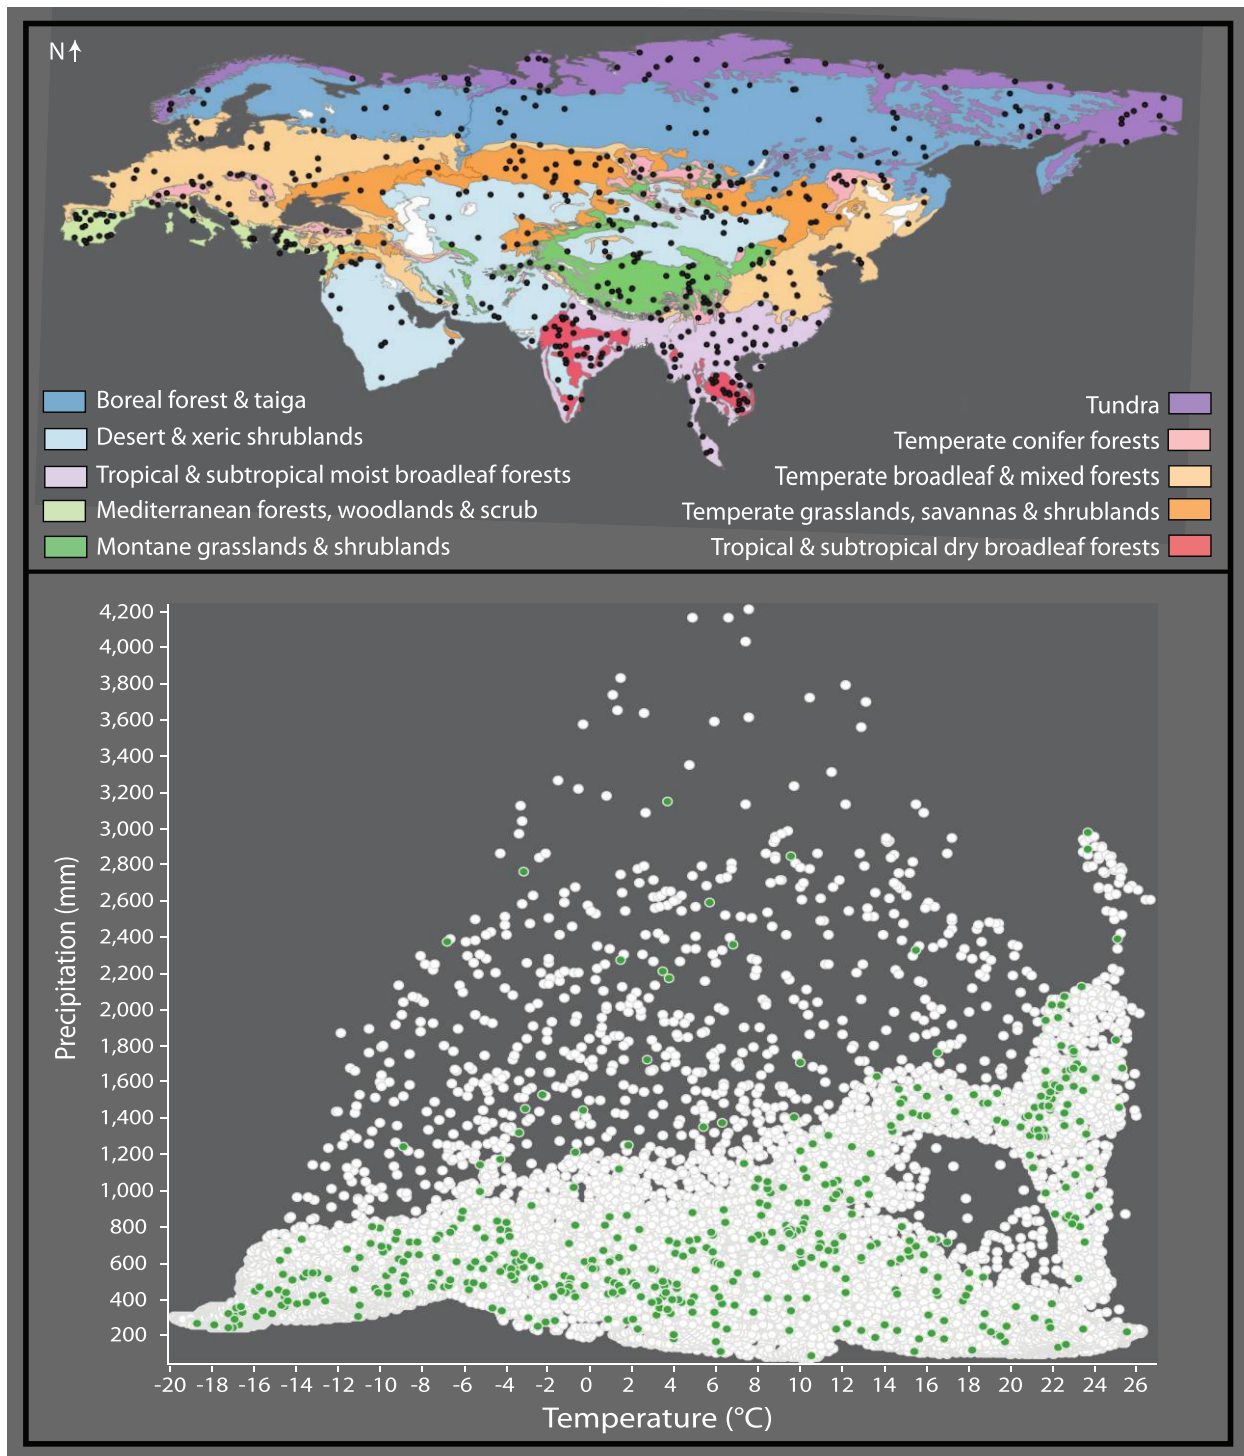 N↑
Boreal forest & taiga
Desert & xeric shrublands
Tropical & subtropical moist broadleaf forests
Mediterranean forests, woodlands & scrub
Montane grasslands & shrublands
Tundra
Temperate conifer forests
Temperate broadleaf & mixed forests
Temperate grasslands, savannas & shrublands
Tropical & subtropical dry broadleaf forests
Precipitation (mm)
4,200
4,000
3,800
3,600
3,400
3,200
3,000
2,800
2,600
2,400
2,200
2,000
1,800
1,600
1,400
1,200
1,000
800
600
400
200
-20 -18 -16 -14 -12 -10 -8 -6 -4 -2 0 2 4 6 8 10 12 14 16 18 20 22 24 26
Temperature (°C)